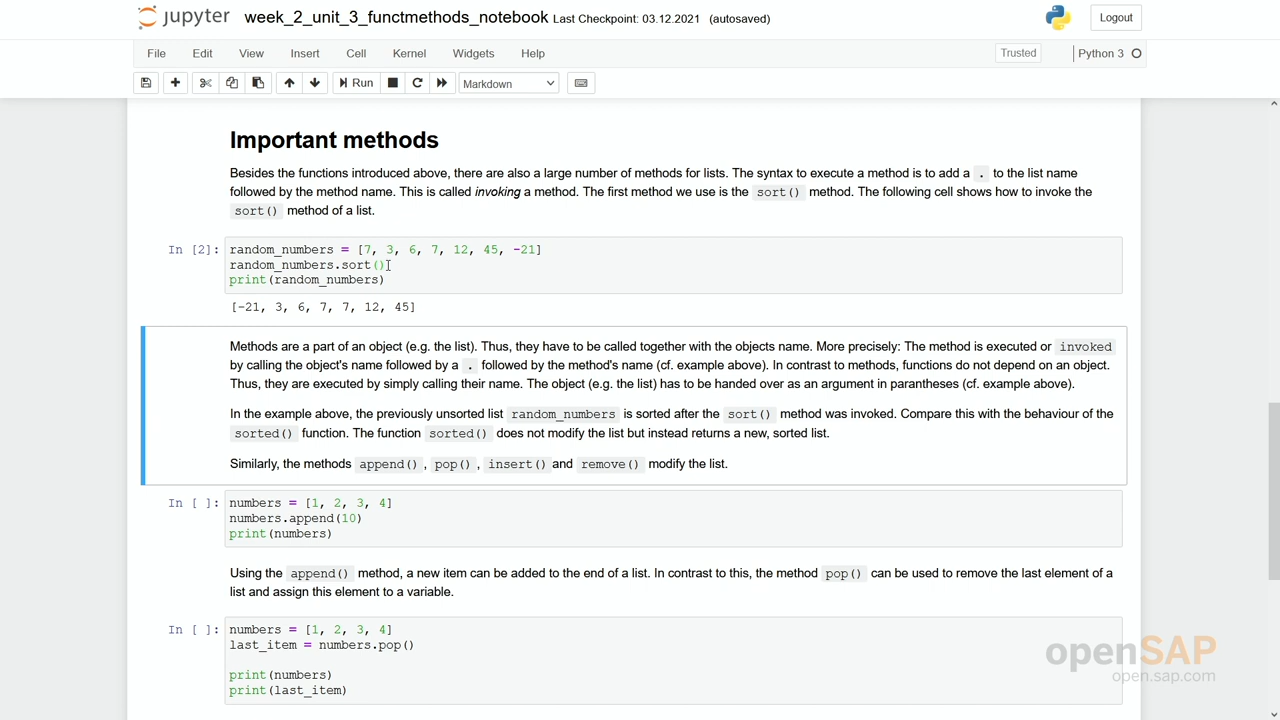 jupyter week_2_unit_3_functmethods_notebook Last Checkpoint: 03.12.2021 (autosaved) Logout
File Edit View Insert Cell Kernel Widgets Help Trusted Python 3
Run Markdown
Important methods
Besides the functions introduced above, there are also a large number of methods for lists. The syntax to execute a method is to add a . to the list name
followed by the method name. This is called invoking a method. The first method we use is the sort() method. The following cell shows how to invoke the
sort() method of a list.
In [2]: random_numbers = [7, 3, 6, 7, 12, 45, -21]
random_numbers.sort()
print(random_numbers)
[-21, 3, 6, 7, 7, 12, 45]
Methods are a part of an object (e.g. the list). Thus, they have to be called together with the objects name. More precisely: The method is executed or invoked
by calling the object's name followed by a . followed by the method's name (cf. example above). In contrast to methods, functions do not depend on an object.
Thus, they are executed by simply calling their name. The object (e.g. the list) has to be handed over as an argument in parantheses (cf. example above).
In the example above, the previously unsorted list random_numbers is sorted after the sort() method was invoked. Compare this with the behaviour of the
sorted() function. The function sorted() does not modify the list but instead returns a new, sorted list.
Similarly, the methods append(), pop(), insert() and remove() modify the list.
In [ ]: numbers = [1, 2, 3, 4]
numbers.append(10)
print(numbers)
Using the append() method, a new item can be added to the end of a list. In contrast to this, the method pop() can be used to remove the last element of a
list and assign this element to a variable.
In [ ]: numbers = [1, 2, 3, 4]
last_item = numbers.pop()
print(numbers)
print(last_item)
openSAP
open.sap.com